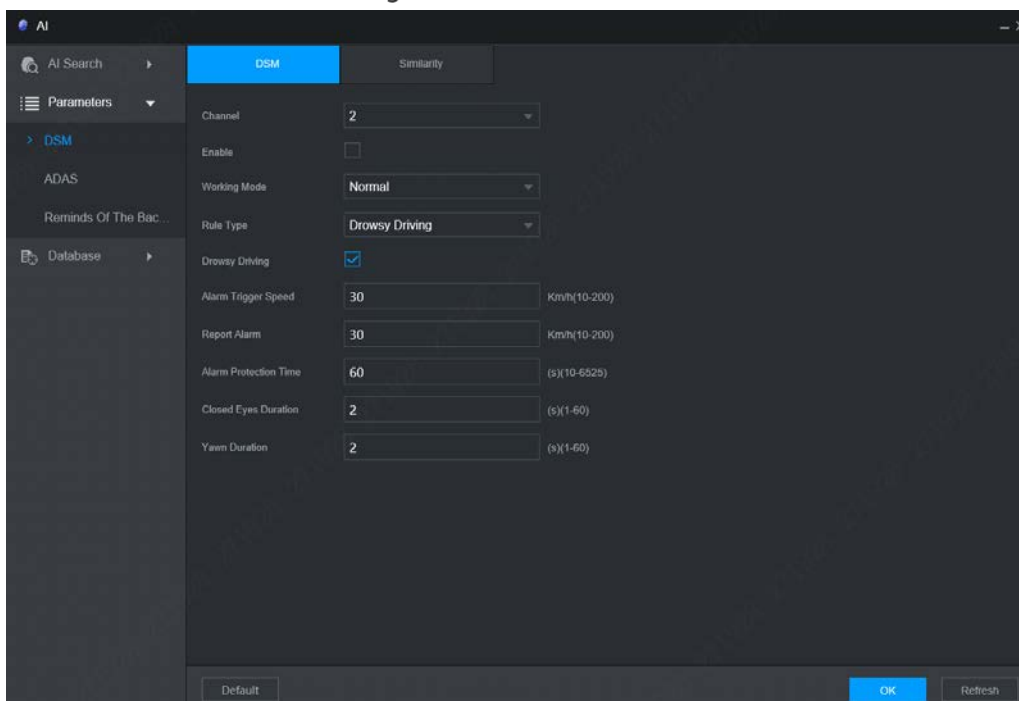 AI
AI Search
Parameters
DSM
ADAS
Reminds Of The Bac...
Database
DSM Similarity
Channel 2
Enable
Working Mode Normal
Rule Type Drowsy Driving
Drowsy Driving
Alarm Trigger Speed 30 Km/h(10-200)
Report Alarm 30 Km/h(10-200)
Alarm Protection Time 60 (s)(10-6525)
Closed Eyes Duration 2 (s)(1-60)
Yawn Duration 2 (s)(1-60)
Default OK Refresh